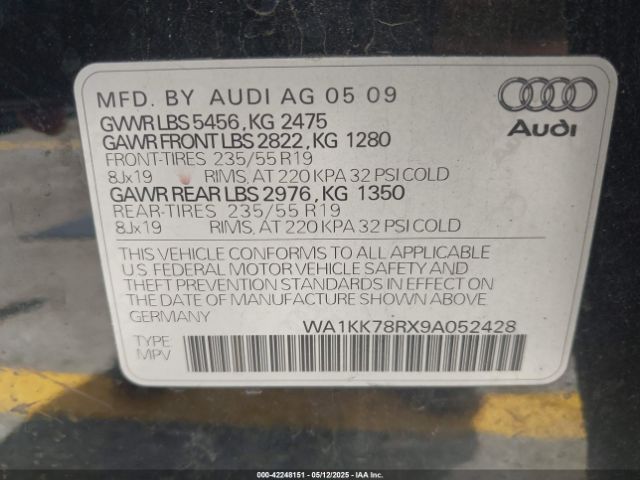 MFD. BY AUDI AG 05 09
GVWR LBS 5456, KG 2475
GAWR FRONT LBS 2822, KG 1280
FRONT-TIRES 235/55 R19
8Jx19 RIMS, AT 220 KPA 32 PSI COLD
GAWR REAR LBS 2976, KG 1350
REAR-TIRES 235/55 R19
8Jx19 RIMS, AT 220 KPA 32 PSI COLD
Audi
THIS VEHICLE CONFORMS TO ALL APPLICABLE
U.S FEDERAL MOTOR VEHICLE SAFETY AND
THEFT PREVENTION STANDARDS IN EFFECT ON
THE DATE OF MANUFACTURE SHOWN ABOVE
GERMANY
WA1KK78RX9A052428
TYPE:
MPV
000-42248151 - 05/12/2025 - IAA Inc.